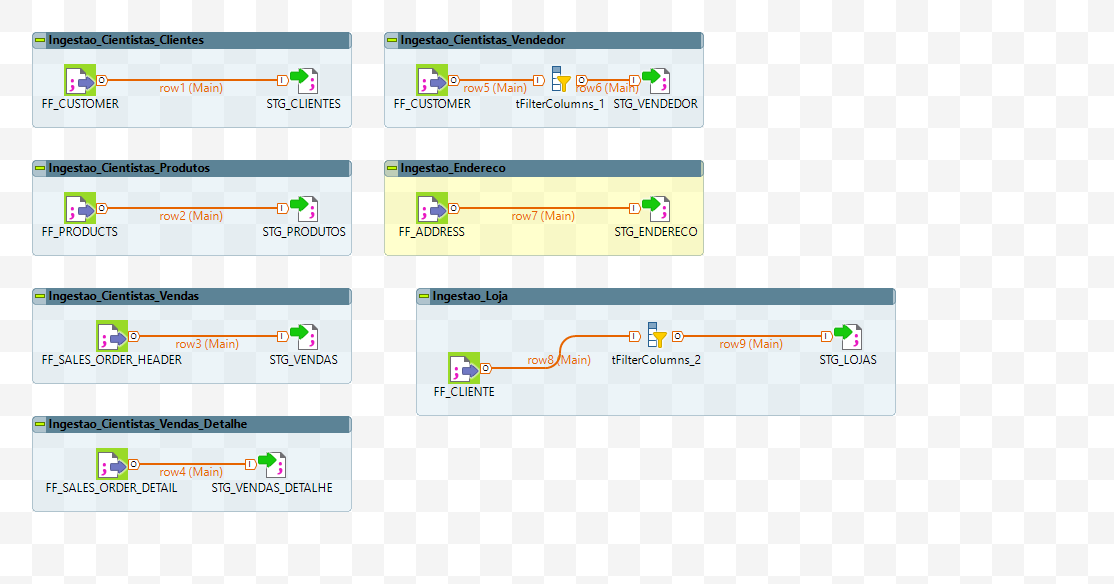 Ingestao_Cientistas_Clientes
row1 (Main)
FF_CUSTOMER
STG_CLIENTES
Ingestao_Cientistas_Vendedor
row5 (Main)
row6 (Main)
FF_CUSTOMER
tFilterColumns_1
STG_VENDEDOR
Ingestao_Cientistas_Produtos
row2 (Main)
FF_PRODUCTS
STG_PRODUTOS
Ingestao_Endereco
row7 (Main)
FF_ADDRESS
STG_ENDERECO
Ingestao_Cientistas_Vendas
row3 (Main)
FF_SALES_ORDER_HEADER
STG_VENDAS
Ingestao_Loja
row8 (Main)
tFilterColumns_2
row9 (Main)
STG_LOJAS
FF_CLIENTE
Ingestao_Cientistas_Vendas_Detalhe
row4 (Main)
FF_SALES_ORDER_DETAIL
STG_VENDAS_DETALHE